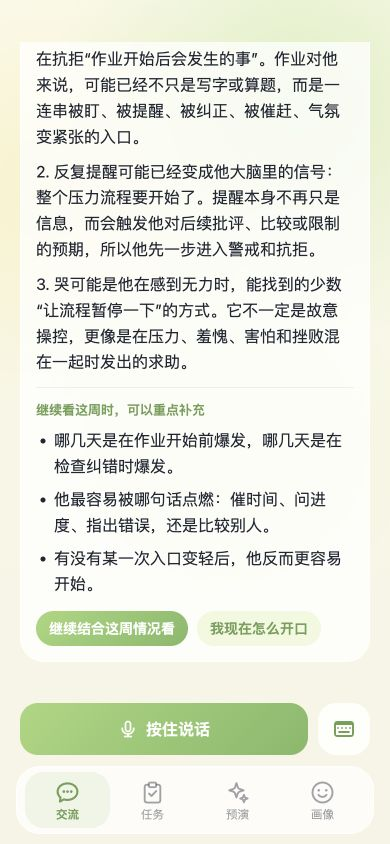 在抗拒“作业开始后会发生的事”。作业对他
来说，可能已经不只是写字或算题，而是一
连串被盯、被提醒、被纠正、被催赶、气氛
变紧张的入口。
2. 反复提醒可能已经变成他大脑里的信号：
整个压力流程要开始了。提醒本身不再只是
信息，而会触发他对后续批评、比较或限制
的预期，所以他先一步进入警戒和抗拒。
3. 哭可能是他在感到无力时，能找到的少数
“让流程暂停一下”的方式。它不一定是故意
操控，更像是在压力、羞愧、害怕和挫败混
在一起时发出的求助。
继续看这周时，可以重点补充
• 哪几天是在作业开始前爆发，哪几天是在
检查纠错时爆发。
• 他最容易被哪句话点燃：催时间、问进
度、指出错误，还是比较别人。
• 有没有某一次入口变轻后，他反而更容易
开始。
继续结合这周情况看
我现在怎么开口
按住说话
交流
任务
预演
画像